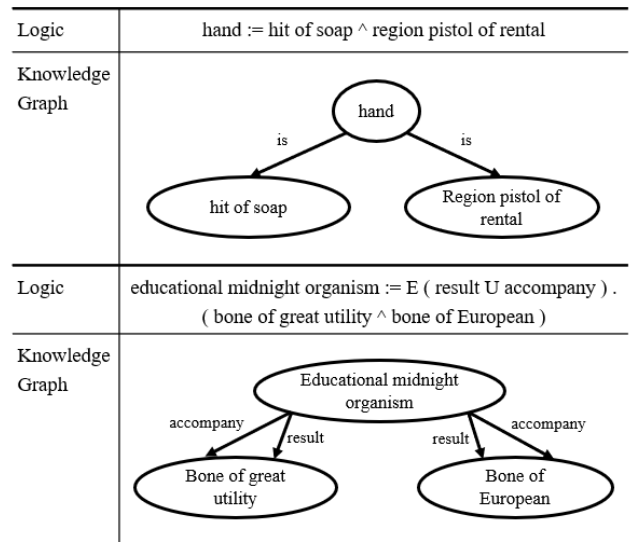 Logic
hand := hit of soap ^ region pistol of rental
Knowledge
Graph
hand
is
is
hit of soap
Region pistol of
rental
Logic
educational midnight organism := E ( result U accompany ) .
( bone of great utility ^ bone of European )
Knowledge
Graph
Educational midnight
organism
accompany
result
result
accompany
Bone of great
utility
Bone of
European